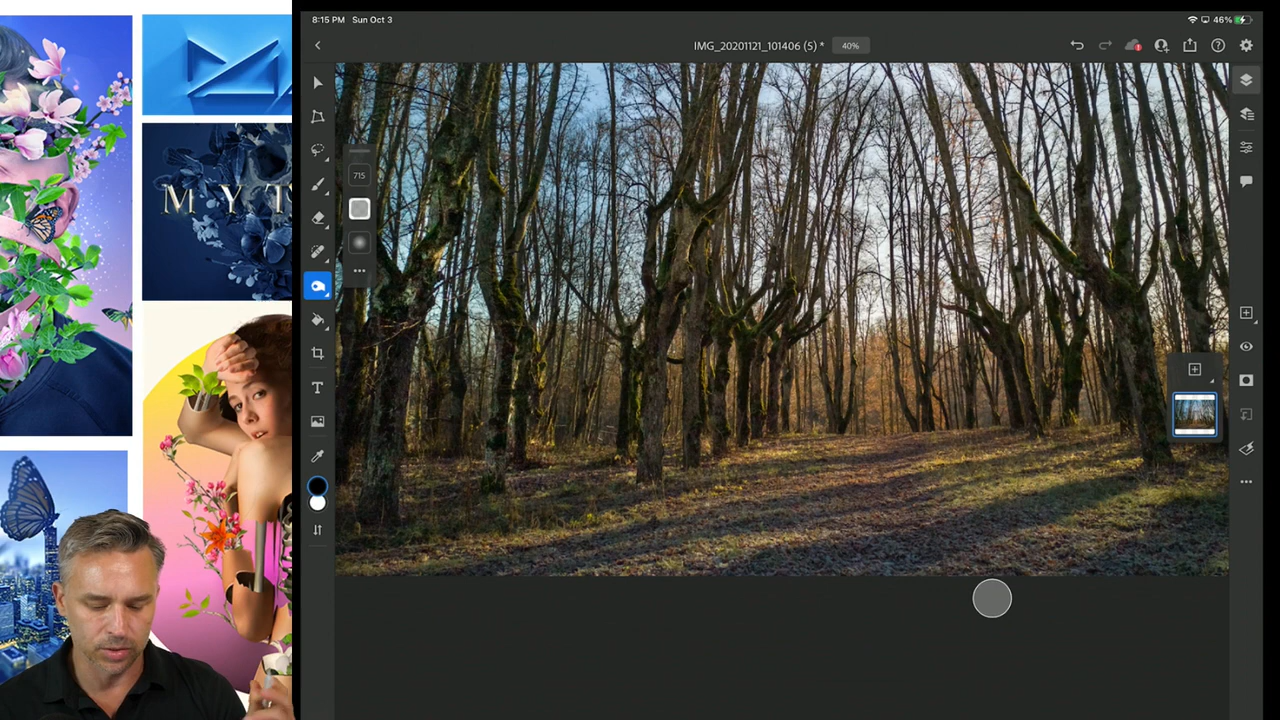 8:15 PM Sun Oct 3
46%
IMG_20201121_101406 (5) *
40%
715
M Y
T